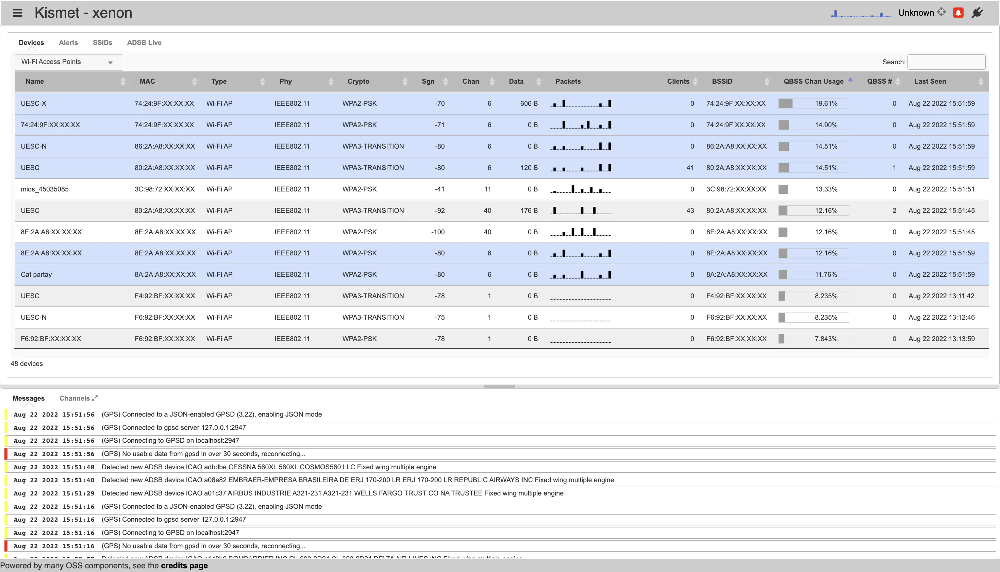 Kismet - xenon
Unknown
Devices Alerts SSIDs ADSB Live
Wi-Fi Access Points
Search:
Name MAC Type Phy Crypto Sgn Chan Data Packets Clients BSSID QBSS Chan Usage QBSS # Last Seen
UESC-X 74:24:9F:XX:XX:XX Wi-Fi AP IEEE802.11 WPA2-PSK -70 6 606 B 0 74:24:9F:XX:XX:XX 19.61% 0 Aug 22 2022 15:51:59
74:24:9F:XX:XX:XX 74:24:9F:XX:XX:XX Wi-Fi AP IEEE802.11 WPA2-PSK -71 6 0 B 0 74:24:9F:XX:XX:XX 14.90% 0 Aug 22 2022 15:51:59
UESC-N 86:2A:A8:XX:XX:XX Wi-Fi AP IEEE802.11 WPA3-TRANSITION -80 6 0 B 0 86:2A:A8:XX:XX:XX 14.51% 0 Aug 22 2022 15:51:59
UESC 80:2A:A8:XX:XX:XX Wi-Fi AP IEEE802.11 WPA3-TRANSITION -80 6 120 B 41 80:2A:A8:XX:XX:XX 14.51% 1 Aug 22 2022 15:51:59
mios_45035085 3C:98:72:XX:XX:XX Wi-Fi AP IEEE802.11 WPA2-PSK -41 11 0 B 0 3C:98:72:XX:XX:XX 13.33% 0 Aug 22 2022 15:51:51
UESC 80:2A:A8:XX:XX:XX Wi-Fi AP IEEE802.11 WPA3-TRANSITION -92 40 176 B 43 80:2A:A8:XX:XX:XX 12.16% 2 Aug 22 2022 15:51:45
8E:2A:A8:XX:XX:XX 8E:2A:A8:XX:XX:XX Wi-Fi AP IEEE802.11 WPA2-PSK -100 40 0 B 0 8E:2A:A8:XX:XX:XX 12.16% 0 Aug 22 2022 15:51:45
8E:2A:A8:XX:XX:XX 8E:2A:A8:XX:XX:XX Wi-Fi AP IEEE802.11 WPA2-PSK -80 6 0 B 0 8E:2A:A8:XX:XX:XX 12.16% 0 Aug 22 2022 15:51:59
Cat partay 8A:2A:A8:XX:XX:XX Wi-Fi AP IEEE802.11 WPA2-PSK -80 6 0 B 0 8A:2A:A8:XX:XX:XX 11.76% 0 Aug 22 2022 15:51:59
UESC F4:92:BF:XX:XX:XX Wi-Fi AP IEEE802.11 WPA3-TRANSITION -78 1 0 B 0 F4:92:BF:XX:XX:XX 8.235% 0 Aug 22 2022 13:11:42
UESC-N F6:92:BF:XX:XX:XX Wi-Fi AP IEEE802.11 WPA3-TRANSITION -75 1 0 B 0 F6:92:BF:XX:XX:XX 8.235% 0 Aug 22 2022 13:12:46
F6:92:BF:XX:XX:XX F6:92:BF:XX:XX:XX Wi-Fi AP IEEE802.11 WPA2-PSK -78 1 0 B 0 F6:92:BF:XX:XX:XX 7.843% 0 Aug 22 2022 13:13:59
48 devices
Messages Channels
Aug 22 2022 15:51:56 (GPS) Connected to a JSON-enabled GPSD (3.22), enabling JSON mode
Aug 22 2022 15:51:56 (GPS) Connected to gpsd server 127.0.0.1:2947
Aug 22 2022 15:51:56 (GPS) Connecting to GPSD on localhost:2947
Aug 22 2022 15:51:56 (GPS) No usable data from gpsd in over 30 seconds, reconnecting...
Aug 22 2022 15:51:48 Detected new ADSB device ICAO adbdbe CESSNA 560XL 560XL COSMOS560 LLC Fixed wing multiple engine
Aug 22 2022 15:51:40 Detected new ADSB device ICAO a08e82 EMBRAER-EMPRESA BRASILEIRA DE ERJ 170-200 LR ERJ 170-200 LR REPUBLIC AIRWAYS INC Fixed wing multiple engine
Aug 22 2022 15:51:29 Detected new ADSB device ICAO a01c37 AIRBUS INDUSTRIE A321-231 A321-231 WELLS FARGO TRUST CO NA TRUSTEE Fixed wing multiple engine
Aug 22 2022 15:51:16 (GPS) Connected to a JSON-enabled GPSD (3.22), enabling JSON mode
Aug 22 2022 15:51:16 (GPS) Connected to gpsd server 127.0.0.1:2947
Aug 22 2022 15:51:16 (GPS) Connecting to GPSD on localhost:2947
Aug 22 2022 15:51:16 (GPS) No usable data from gpsd in over 30 seconds, reconnecting...
Detected new ADSB device ICAO BOMBARDIER INC DELTA AIR LINES INC Fixed wing multiple engine
Powered by many OSS components, see the credits page